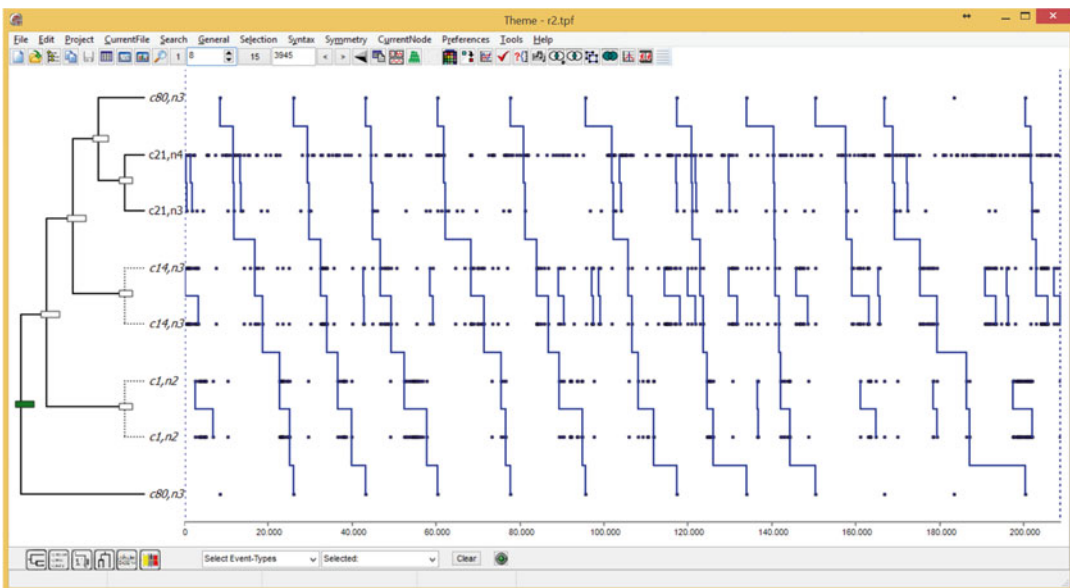 Theme - r2.tpf
File Edit Project CurrentFile Search General Selection Syntax Symmetry CurrentNode Preferences Tools Help
1 8 15 3945
c80,n3
c21,n4
c21,n3
c14,n3
c14,n3
c1,n2
c1,n2
c80,n3
0 20.000 40.000 60.000 80.000 100.000 120.000 140.000 160.000 180.000 200.000
Select Event-Types Selected: Clear